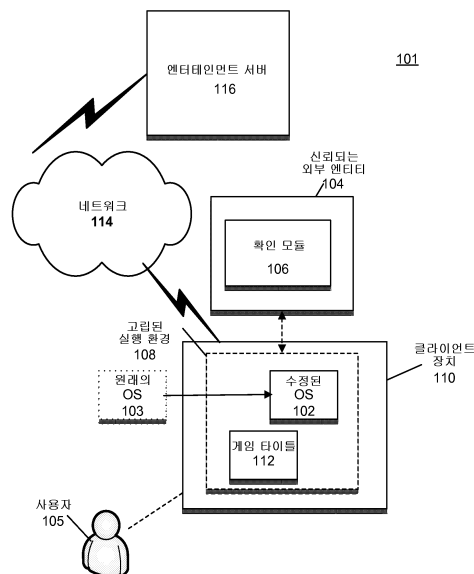 엔터테인먼트 서버
116
101
신뢰되는
외부 엔티티
104
네트워크
114
확인 모듈
106
고립된
실행 환경
108
클라이언트
장치
110
원래의
OS
103
수정된
OS
102
게임 타이틀
112
사용자
105